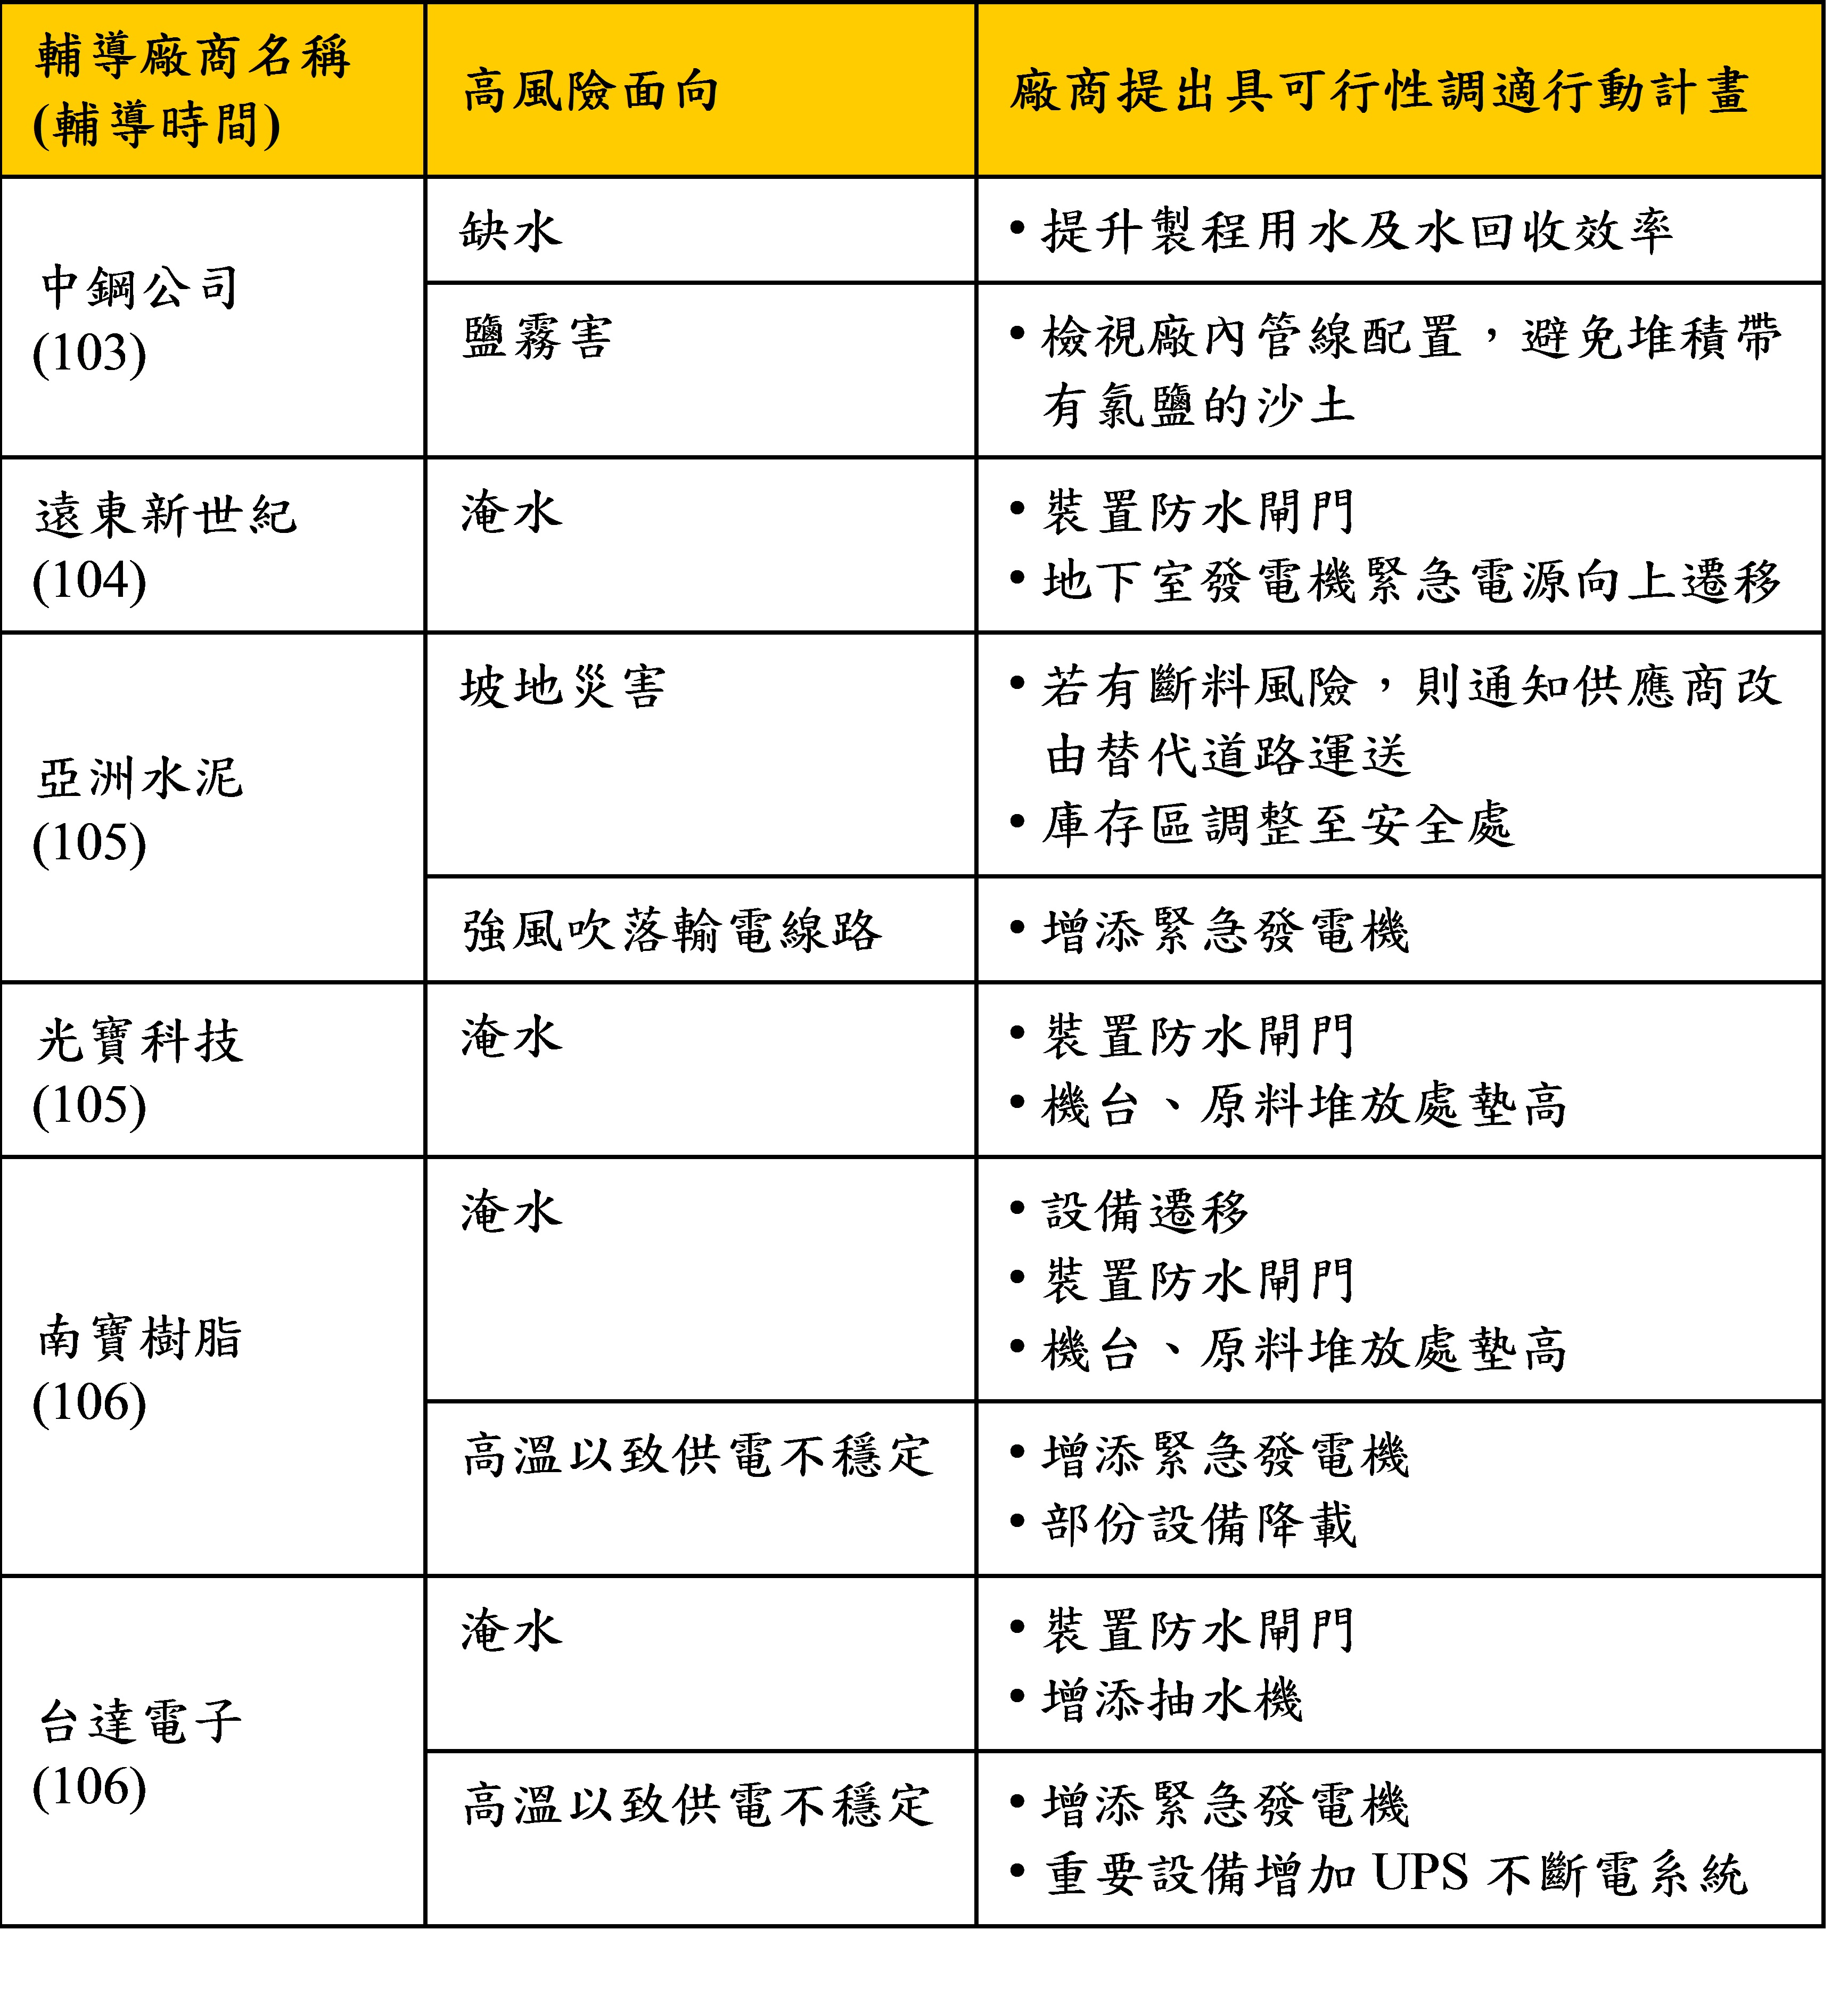 輔導廠商名稱
(輔導時間)
高風險面向
廠商提出具可行性調適行動計畫
中鋼公司
(103)
缺水
•提升製程用水及水回收效率
鹽霧害
•檢視廠內管線配置，避免堆積帶
有氯鹽的沙土
遠東新世紀
(104)
淹水
•裝置防水閘門
•地下室發電機緊急電源向上遷移
亞洲水泥
(105)
坡地災害
•若有斷料風險，則通知供應商改
由替代道路運送
•庫存區調整至安全處
強風吹落輸電線路
•增添緊急發電機
光寶科技
(105)
淹水
•裝置防水閘門
•機台、原料堆放處墊高
南寶樹脂
(106)
淹水
•設備遷移
•裝置防水閘門
•機台、原料堆放處墊高
高溫以致供電不穩定
•增添緊急發電機
•部份設備降載
台達電子
(106)
淹水
•裝置防水閘門
•增添抽水機
高溫以致供電不穩定
•增添緊急發電機
•重要設備增加 UPS 不斷電系統